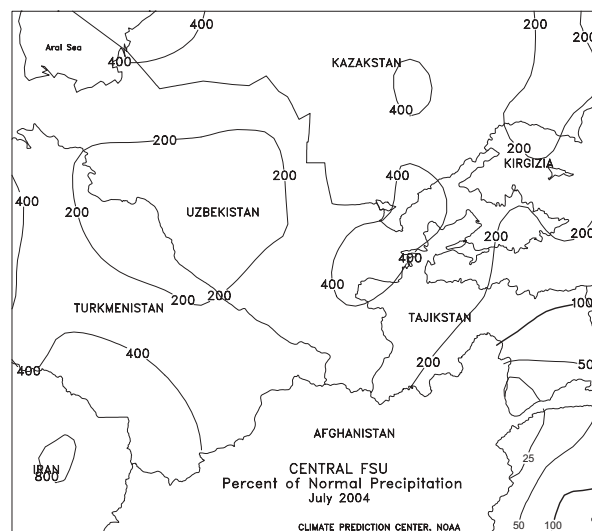 400
200
200
Aral Sea
400
KAZAKSTAN
400
200
200
KIRGIZIA
200
400
400
200
UZBEKISTAN
200
200
400
400
200
200
TURKMENISTAN
TAJIKSTAN
100
400
400
200
50
AFGHANISTAN
25
IRAN
800
CENTRAL FSU
Percent of Normal Precipitation
July 2004
CLIMATE PREDICTION CENTER, NOAA
50
100